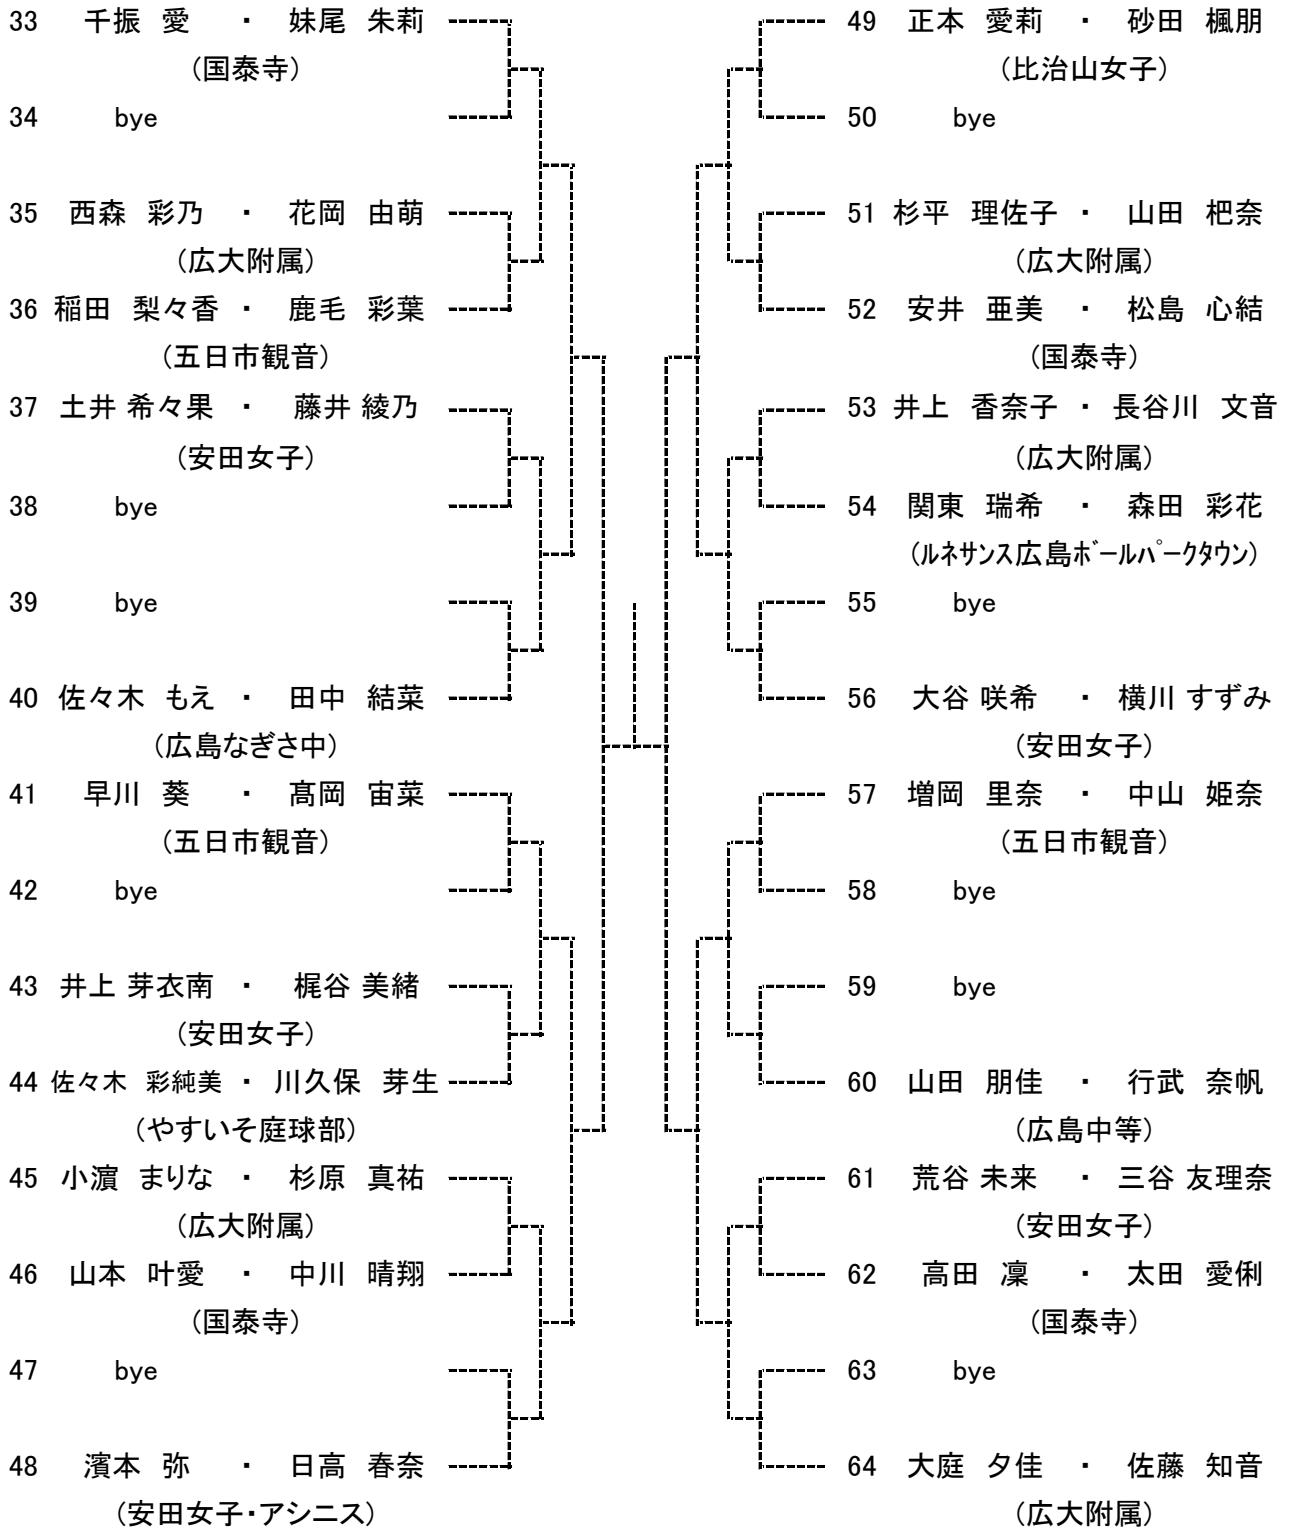 33 千振 愛 ・ 妹尾 朱莉
(国泰寺)
34 bye
35 西森 彩乃 ・ 花岡 由萌
(広大附属)
36 稲田 梨々香 ・ 鹿毛 彩葉
(五日市観音)
37 土井 希々果 ・ 藤井 綾乃
(安田女子)
38 bye
39 bye
40 佐々木 もえ ・ 田中 結菜
(広島なぎさ中)
41 早川 葵 ・ 髙岡 宙菜
(五日市観音)
42 bye
43 井上 芽衣南 ・ 梶谷 美緒
(安田女子)
44 佐々木 彩純美 ・ 川久保 芽生
(やすいそ庭球部)
45 小濵 まりな ・ 杉原 真祐
(広大附属)
46 山本 叶愛 ・ 中川 晴翔
(国泰寺)
47 bye
48 濱本 弥 ・ 日高 春奈
(安田女子・アシニス)
49 正本 愛莉 ・ 砂田 楓朋
(比治山女子)
50 bye
51 杉平 理佐子 ・ 山田 杷奈
(広大附属)
52 安井 亜美 ・ 松島 心結
(国泰寺)
53 井上 香奈子 ・ 長谷川 文音
(広大附属)
54 関東 瑞希 ・ 森田 彩花
(ﾙﾈｻﾝｽ広島ﾎﾞｰﾙﾊﾟｰｸﾀｳﾝ)
55 bye
56 大谷 咲希 ・ 横川 すずみ
(安田女子)
57 増岡 里奈 ・ 中山 姫奈
(五日市観音)
58 bye
59 bye
60 山田 朋佳 ・ 行武 奈帆
(広島中等)
61 荒谷 未来 ・ 三谷 友理奈
(安田女子)
62 高田 凜 ・ 太田 愛俐
(国泰寺)
63 bye
64 大庭 夕佳 ・ 佐藤 知音
(広大附属)